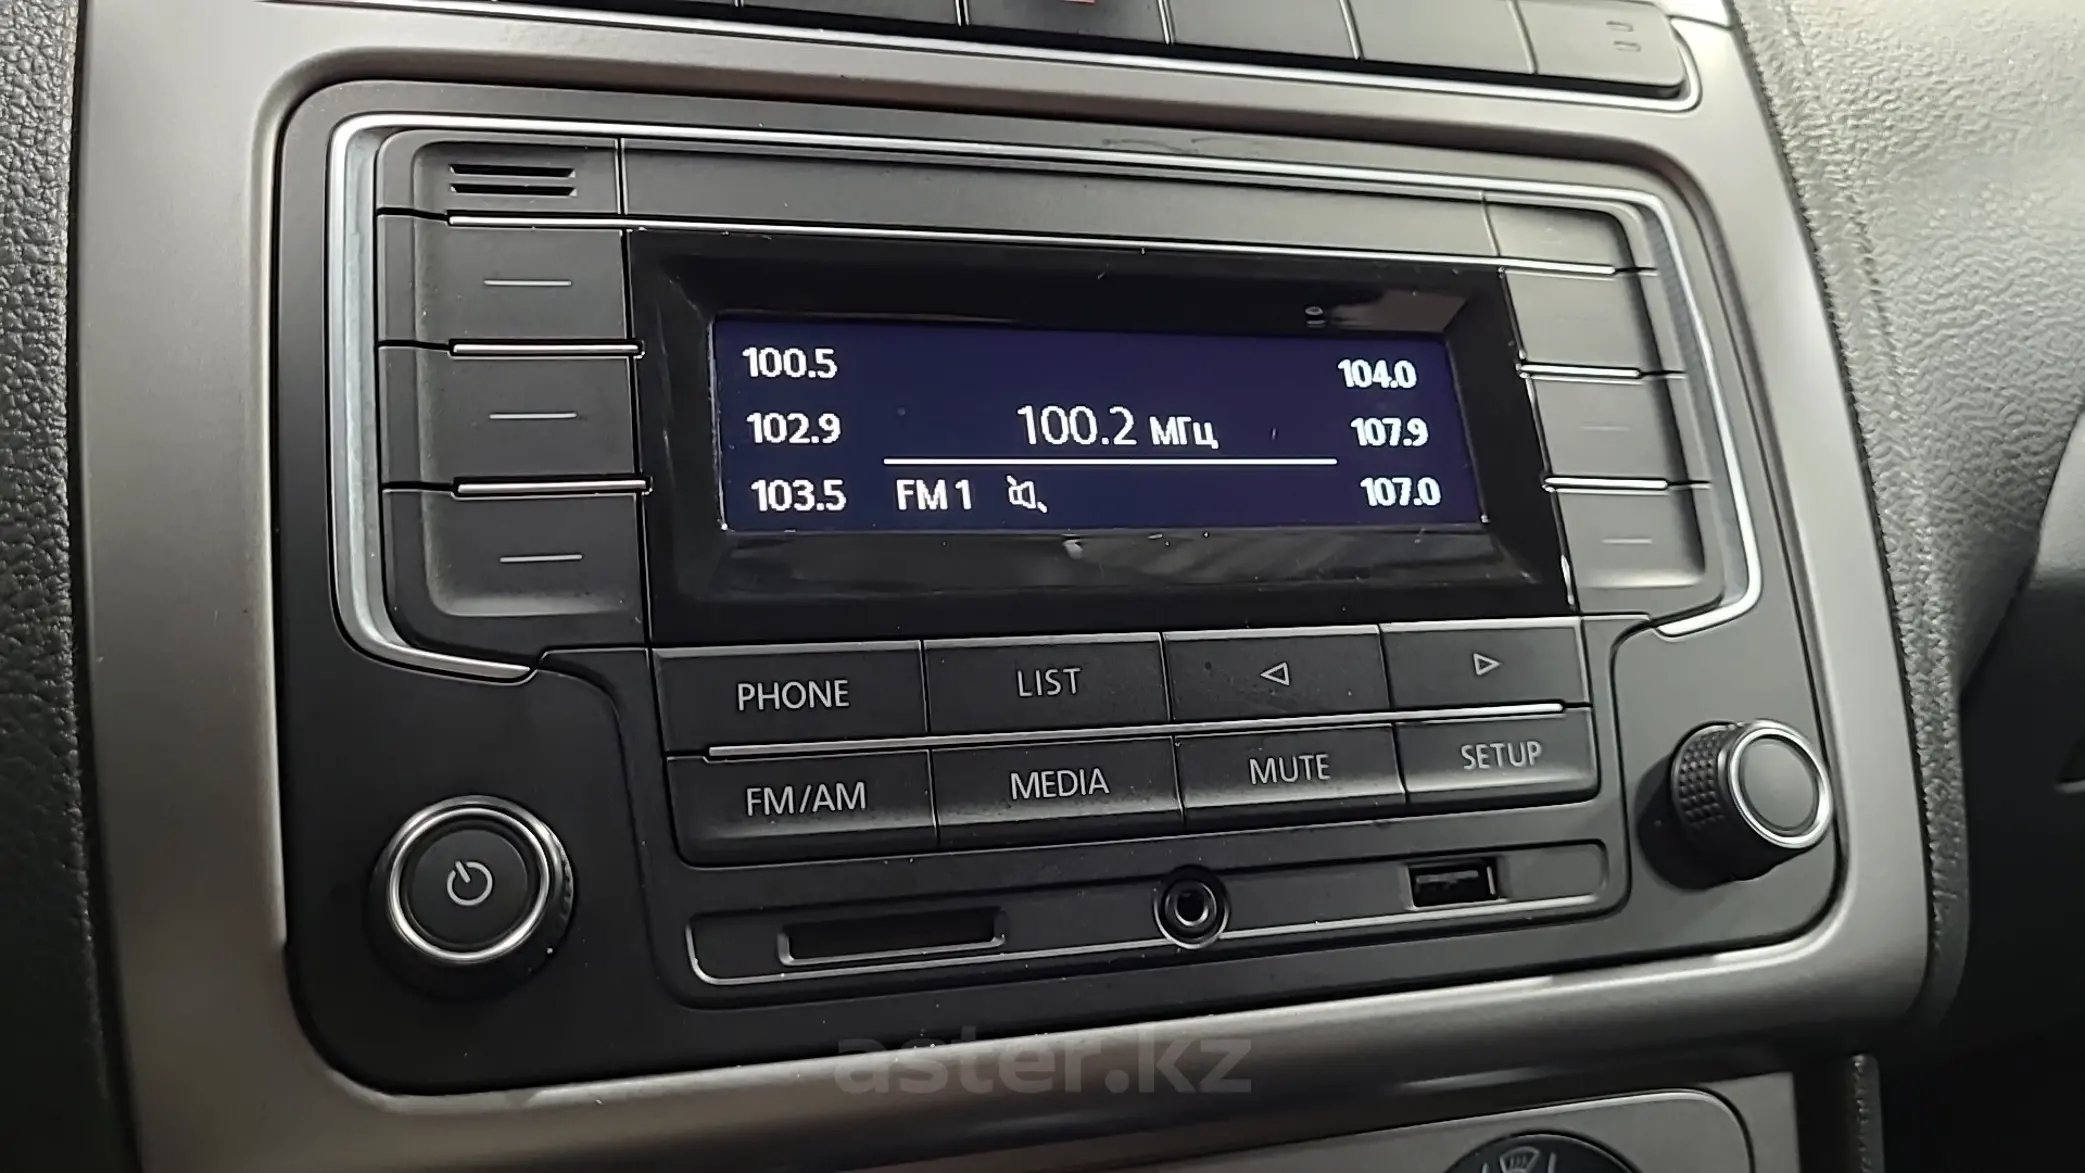 100.5
104.0
102.9
100.2 МГц
107.9
103.5
FM 1
107.0
PHONE
LIST
FM/AM
MEDIA
MUTE
SETUP
aster.kz